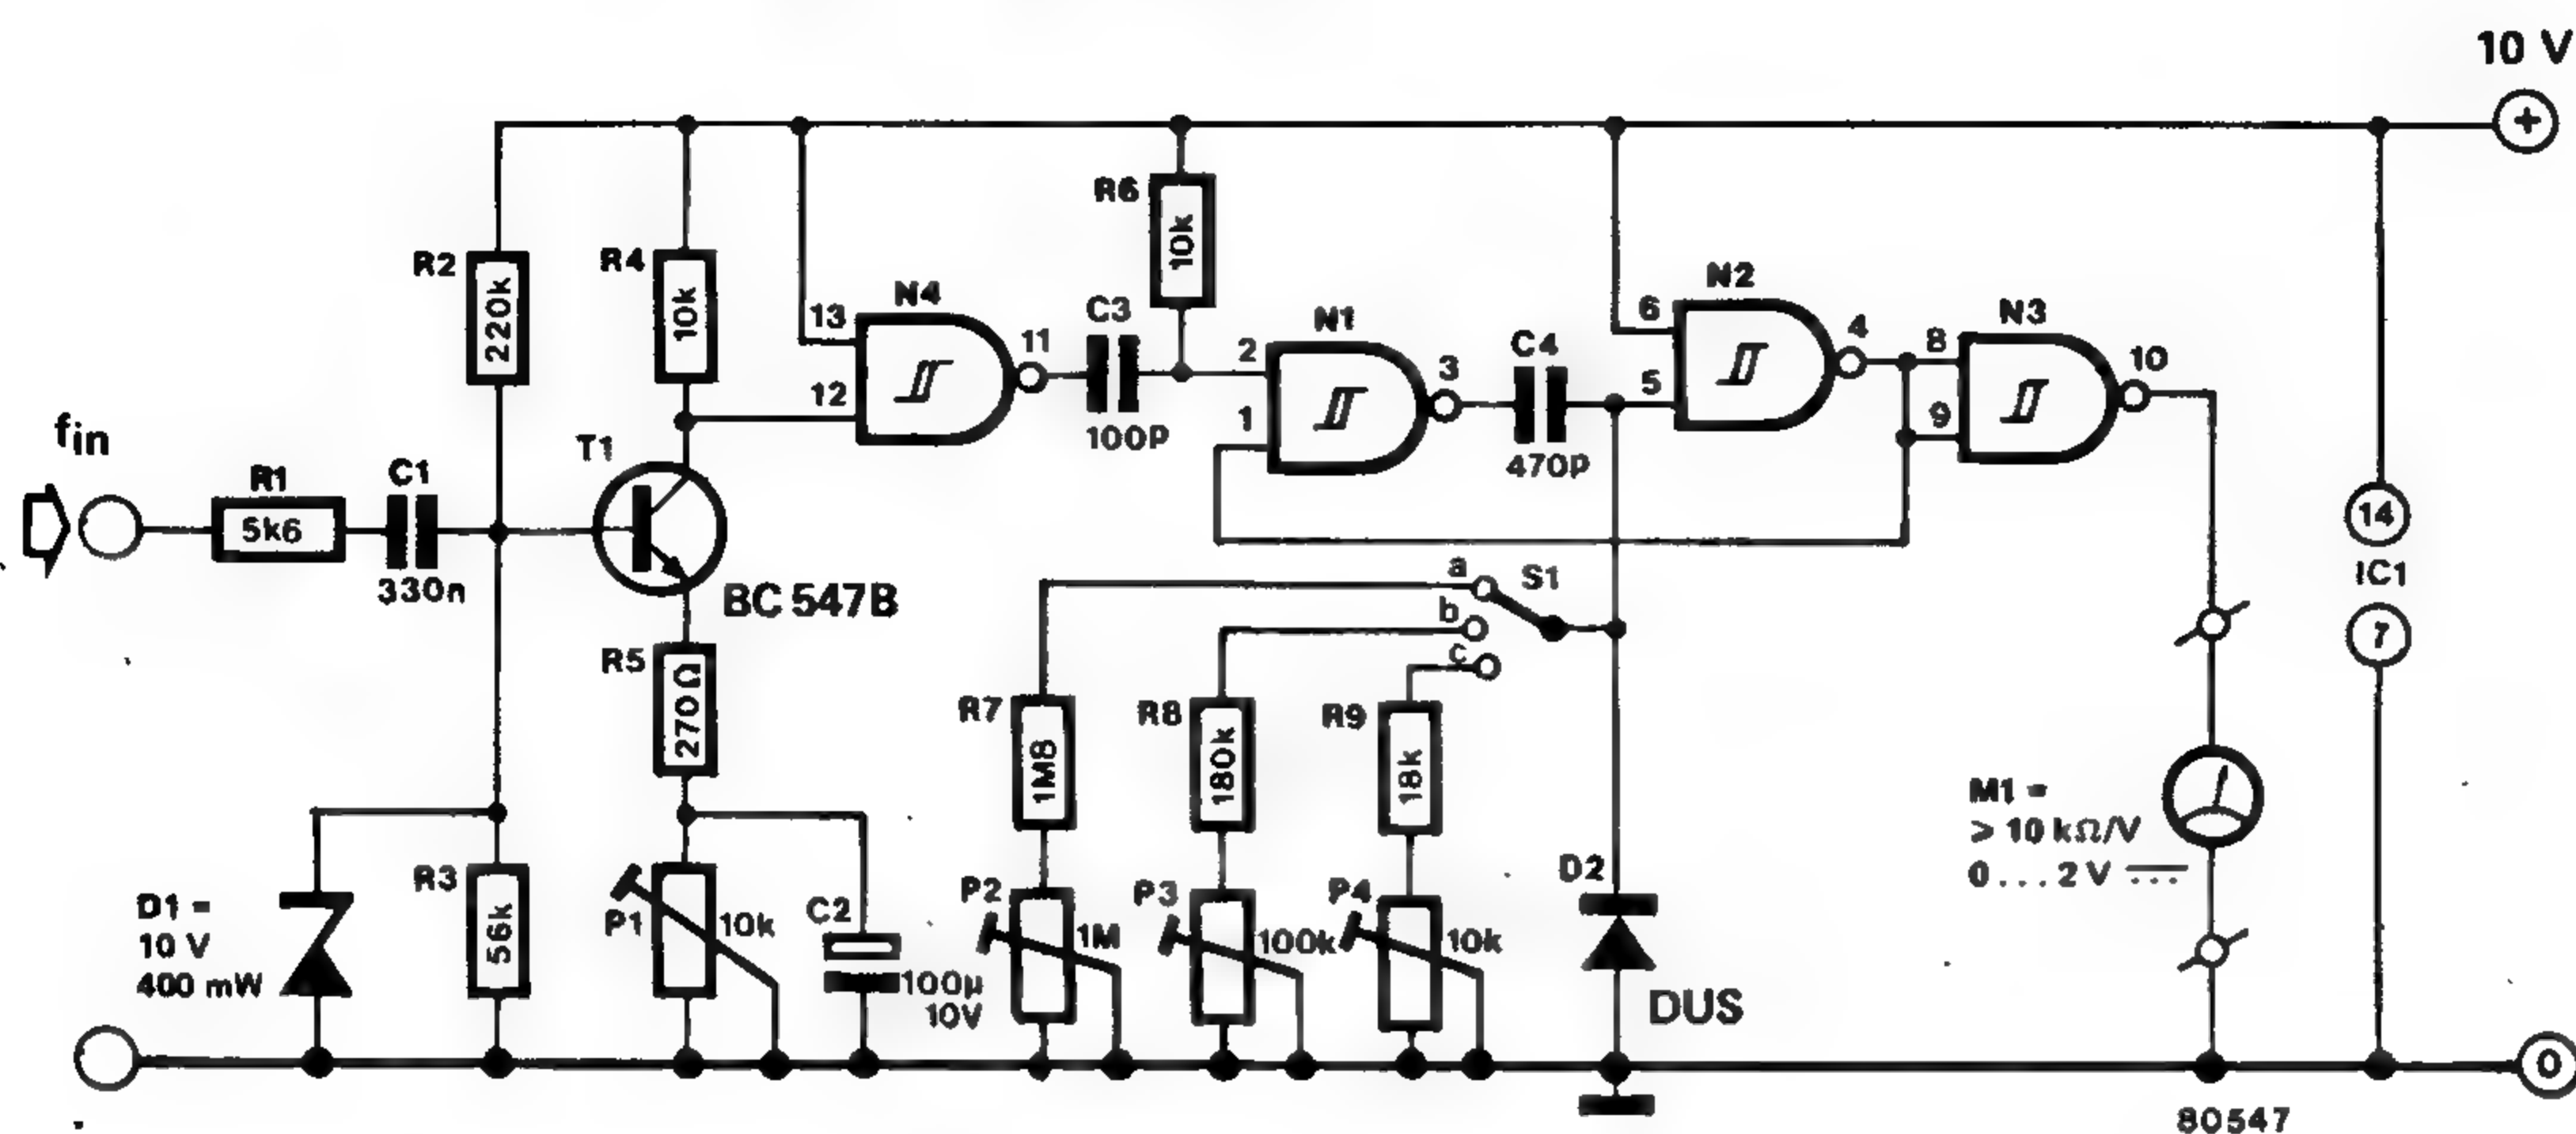 10 V
+
R2
220k
R4
10k
R6
10k
13
12
N4
11
C3
100p
2
1
N1
3
C4
470p
6
5
N2
4
8
9
N3
10
fin
R1
5k6
C1
330n
T1
BC 547B
R5
270Ω
a
b
c
S1
14
IC1
7
R7
1M8
R8
180k
R9
18k
M1 =
> 10 kΩ/V
0...2 V
D1 =
10 V
400 mW
R3
56k
P1
10k
C2
100µ
10V
P2
1M
P3
100k
P4
10k
D2
DUS
0
80547